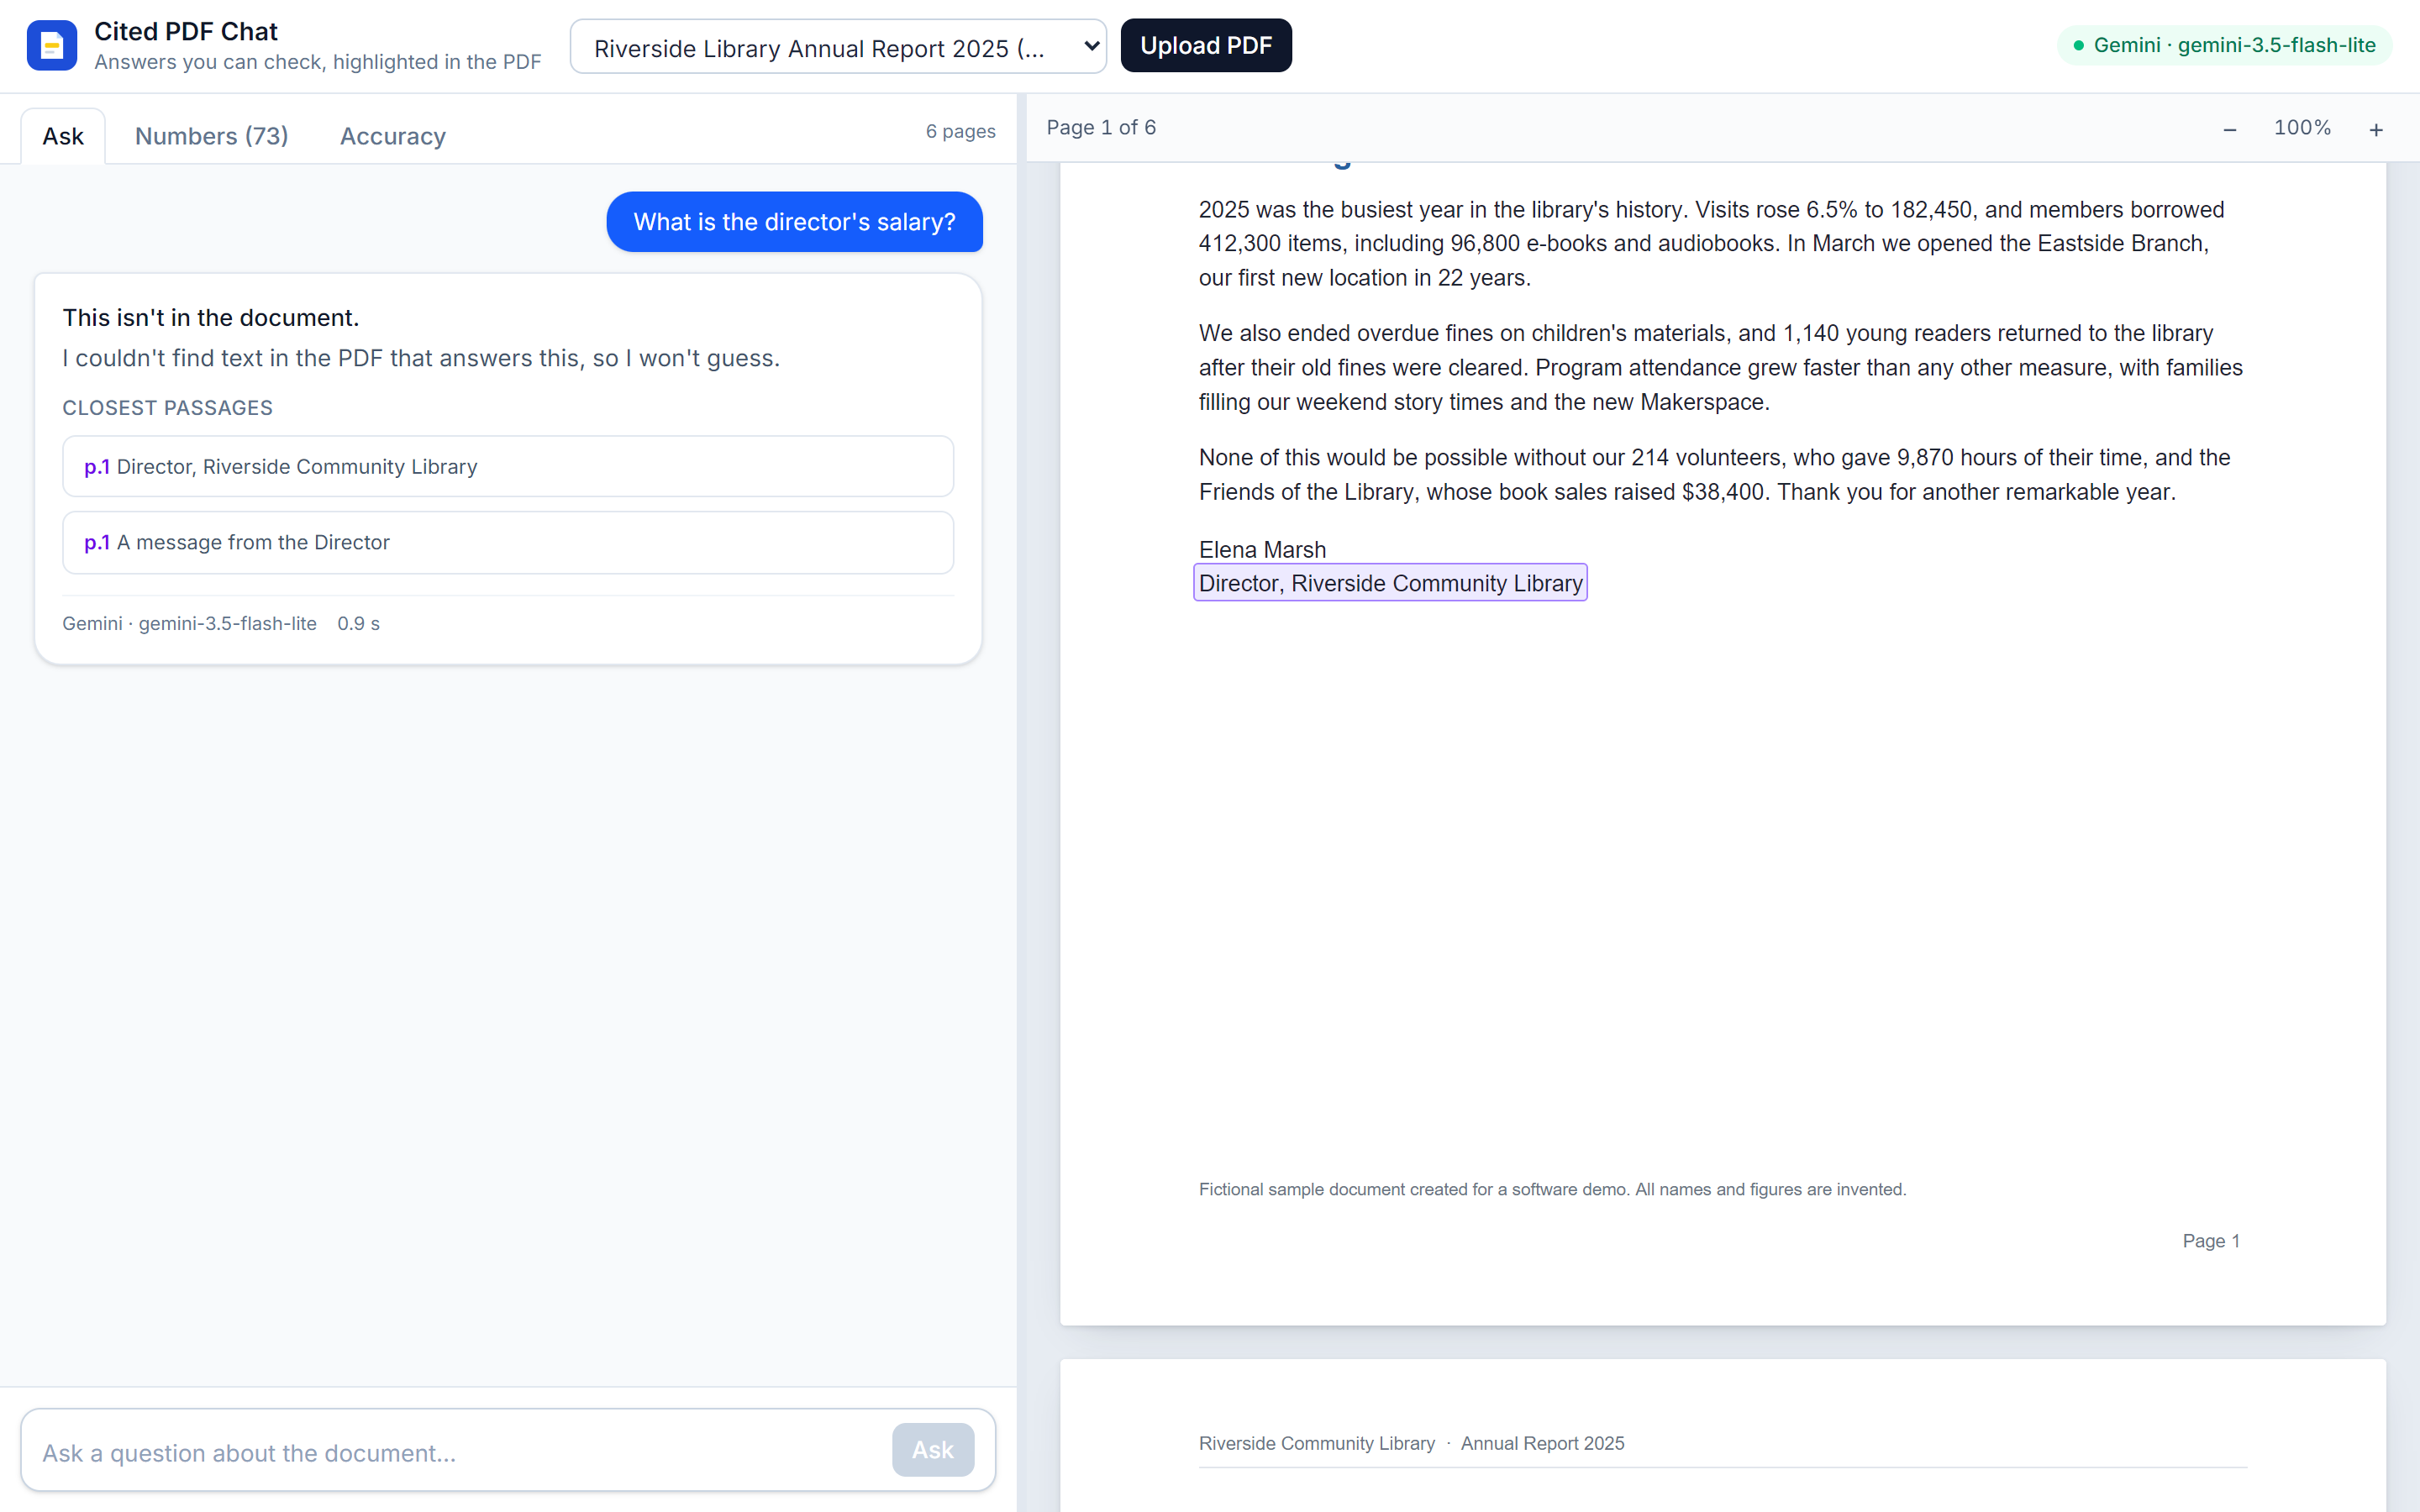 Cited PDF Chat
Answers you can check, highlighted in the PDF
Riverside Library Annual Report 2025 (...
Upload PDF
Gemini · gemini-3.5-flash-lite
Ask
Numbers (73)
Accuracy
6 pages
What is the director's salary?
This isn't in the document.
I couldn't find text in the PDF that answers this, so I won't guess.
CLOSEST PASSAGES
p.1 Director, Riverside Community Library
p.1 A message from the Director
Gemini · gemini-3.5-flash-lite 0.9 s
Ask a question about the document...
Ask
Page 1 of 6
− 100% +
2025 was the busiest year in the library's history. Visits rose 6.5% to 182,450, and members borrowed
412,300 items, including 96,800 e-books and audiobooks. In March we opened the Eastside Branch,
our first new location in 22 years.
We also ended overdue fines on children's materials, and 1,140 young readers returned to the library
after their old fines were cleared. Program attendance grew faster than any other measure, with families
filling our weekend story times and the new Makerspace.
None of this would be possible without our 214 volunteers, who gave 9,870 hours of their time, and the
Friends of the Library, whose book sales raised $38,400. Thank you for another remarkable year.
Elena Marsh
Director, Riverside Community Library
Fictional sample document created for a software demo. All names and figures are invented.
Page 1
Riverside Community Library · Annual Report 2025